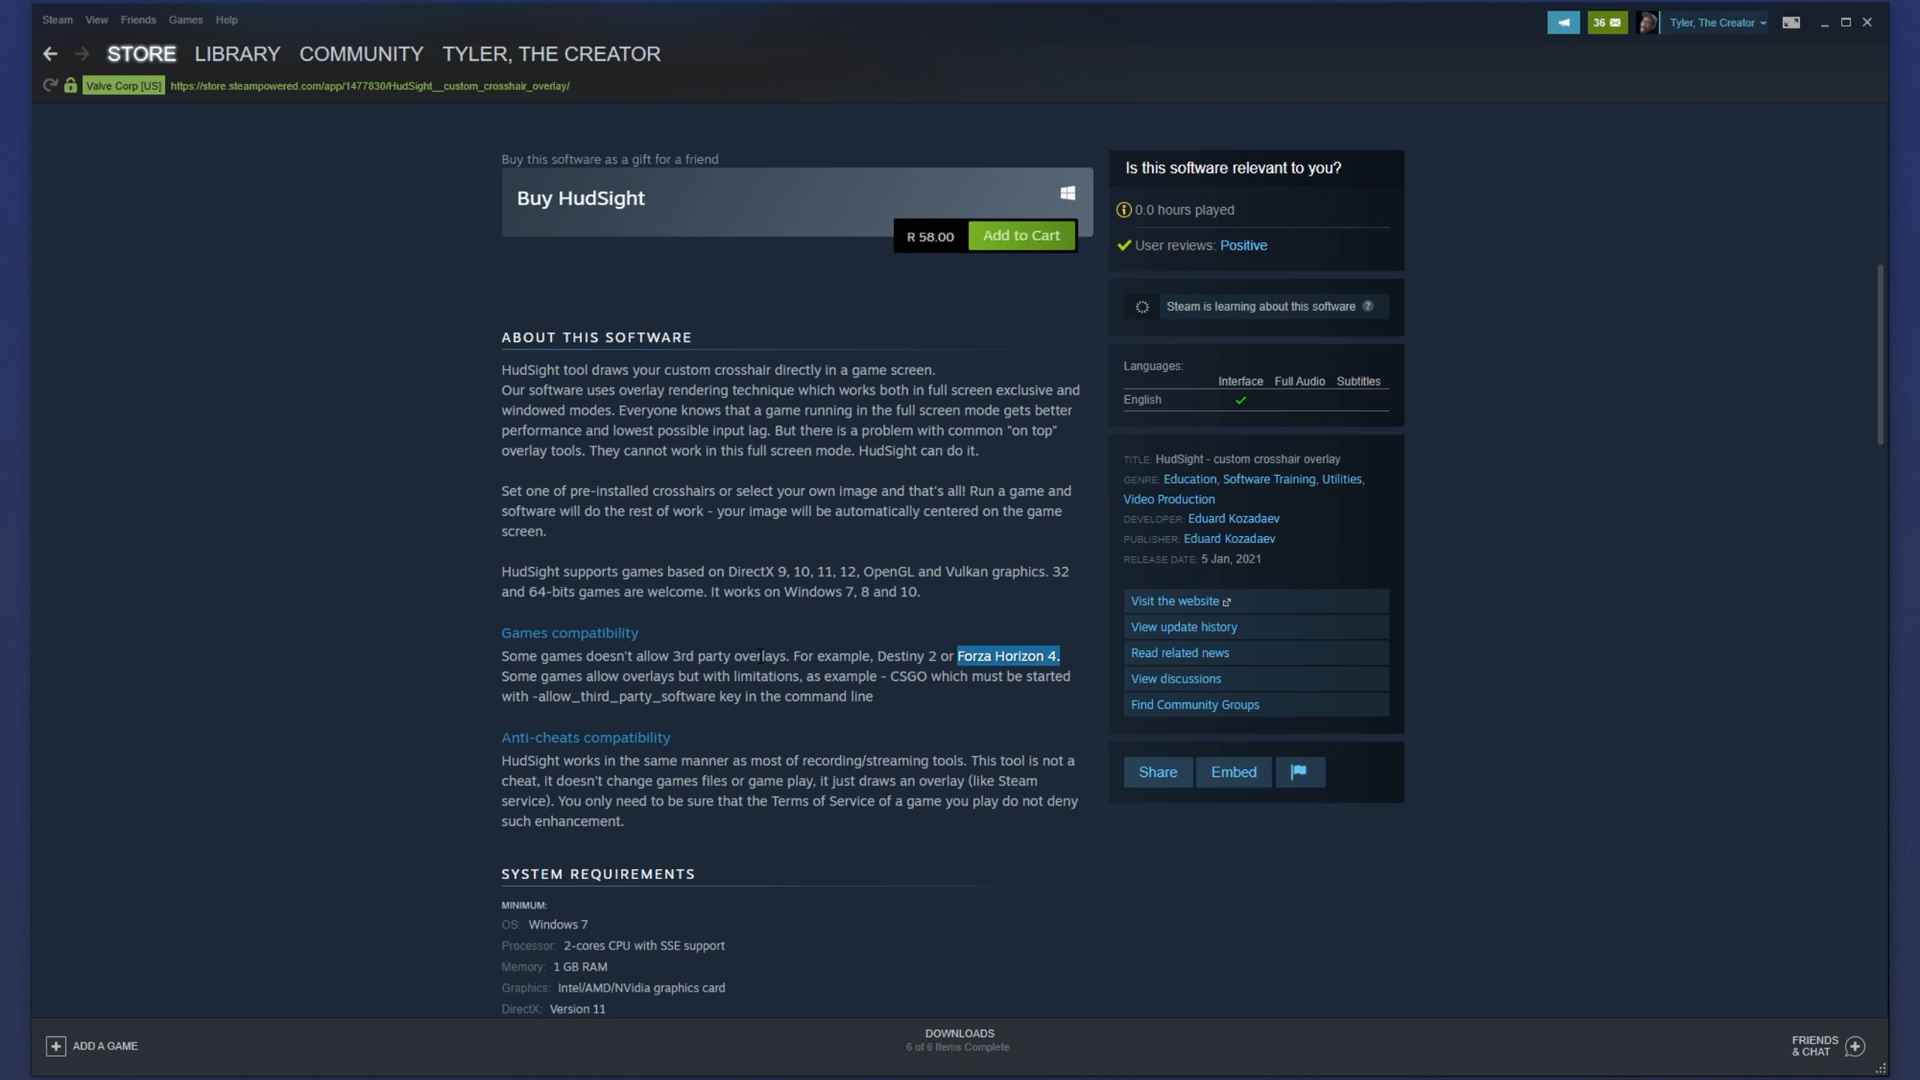 Steam View Friends Games Help
36 Tyler, The Creator
STORE LIBRARY COMMUNITY TYLER, THE CREATOR
Valve Corp [US] https://store.steampowered.com/app/1477830/HudSight__custom_crosshair_overlay/
Buy this software as a gift for a friend
Buy HudSight
R 58.00 Add to Cart
ABOUT THIS SOFTWARE
HudSight tool draws your custom crosshair directly in a game screen.
Our software uses overlay rendering technique which works both in full screen exclusive and
windowed modes. Everyone knows that a game running in the full screen mode gets better
performance and lowest possible input lag. But there is a problem with common "on top"
overlay tools. They cannot work in this full screen mode. HudSight can do it.
Set one of pre-installed crosshairs or select your own image and that's all! Run a game and
software will do the rest of work - your image will be automatically centered on the game
screen.
HudSight supports games based on DirectX 9, 10, 11, 12, OpenGL and Vulkan graphics. 32
and 64-bits games are welcome. It works on Windows 7, 8 and 10.
Games compatibility
Some games doesn't allow 3rd party overlays. For example, Destiny 2 or Forza Horizon 4.
Some games allow overlays but with limitations, as example - CSGO which must be started
with -allow_third_party_software key in the command line
Anti-cheats compatibility
HudSight works in the same manner as most of recording/streaming tools. This tool is not a
cheat, it doesn't change games files or game play, it just draws an overlay (like Steam
service). You only need to be sure that the Terms of Service of a game you play do not deny
such enhancement.
SYSTEM REQUIREMENTS
MINIMUM:
OS: Windows 7
Processor: 2-cores CPU with SSE support
Memory: 1 GB RAM
Graphics: Intel/AMD/NVidia graphics card
DirectX: Version 11
Is this software relevant to you?
0.0 hours played
User reviews: Positive
Steam is learning about this software ?
Languages:
Interface Full Audio Subtitles
English
TITLE: HudSight - custom crosshair overlay
GENRE: Education, Software Training, Utilities,
Video Production
DEVELOPER: Eduard Kozadaev
PUBLISHER: Eduard Kozadaev
RELEASE DATE: 5 Jan, 2021
Visit the website
View update history
Read related news
View discussions
Find Community Groups
Share Embed
ADD A GAME
DOWNLOADS
6 of 6 Items Complete
FRIENDS
& CHAT